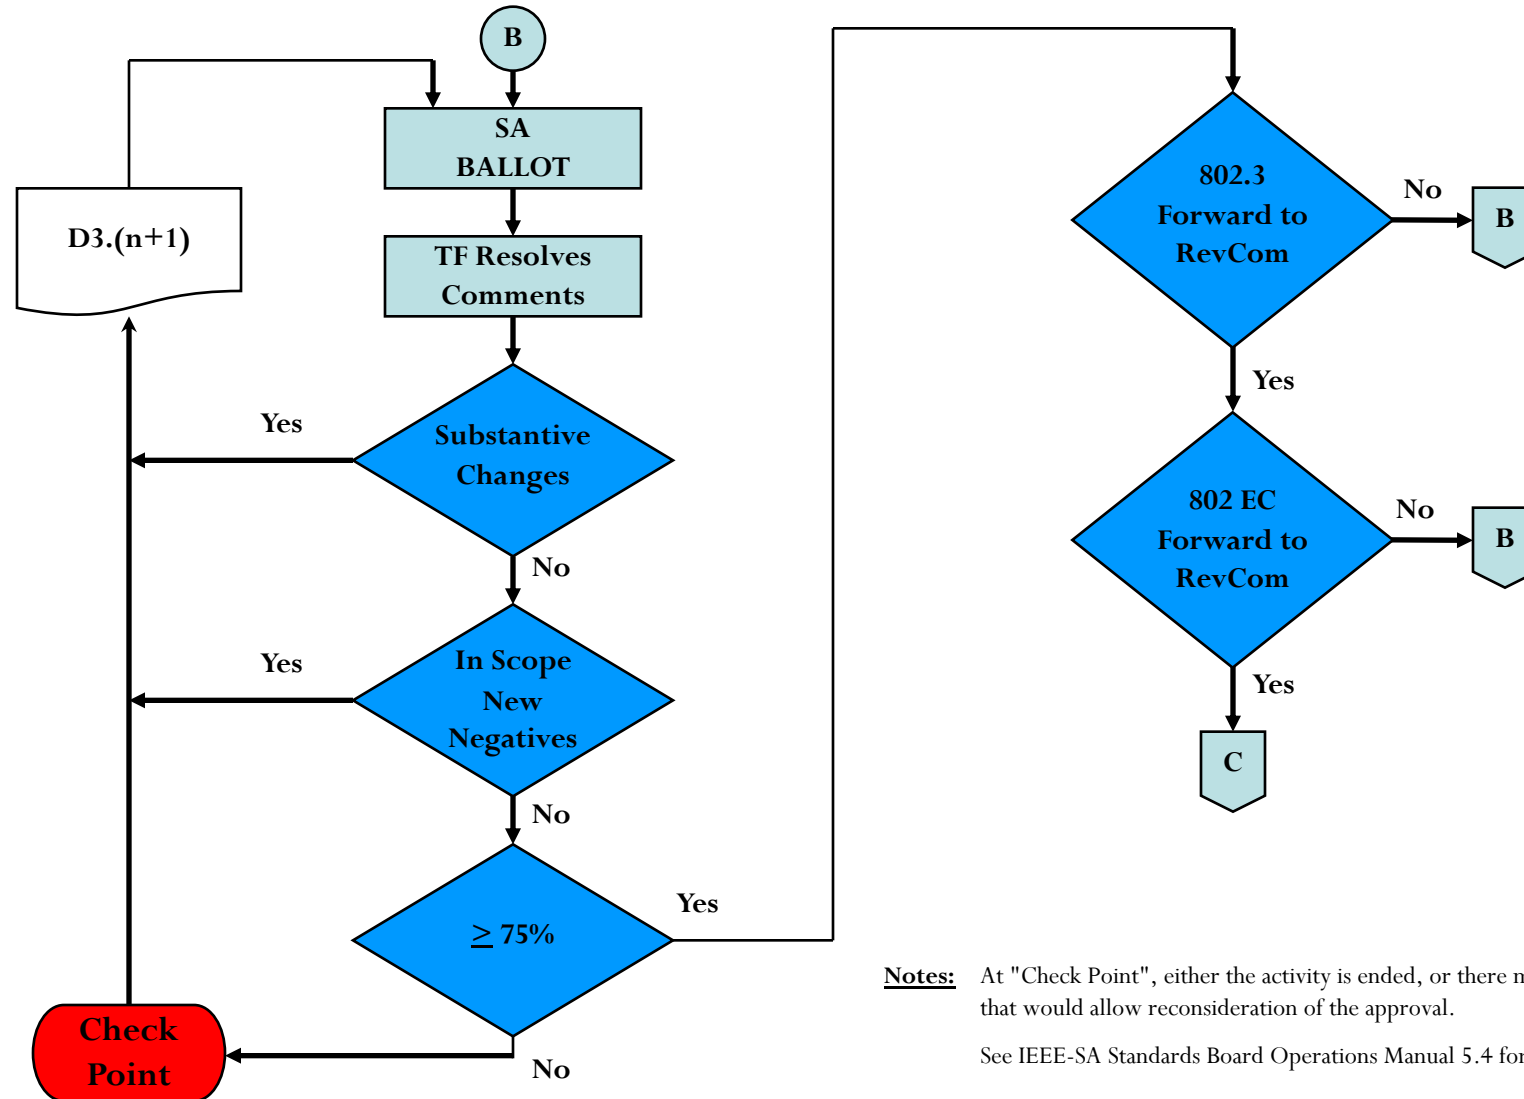 B
SA
BALLOT
D3.(n+1)
TF Resolves
Comments
Yes
Substantive
Changes
No
Yes
In Scope
New
Negatives
No
≥ 75%
Yes
Check
Point
No
802.3
Forward to
RevCom
No
B
Yes
802 EC
Forward to
RevCom
No
B
Yes
C
Notes: At "Check Point", either the activity is ended, or there
that would allow reconsideration of the approval.
See IEEE-SA Standards Board Operations Manual 5.4 for